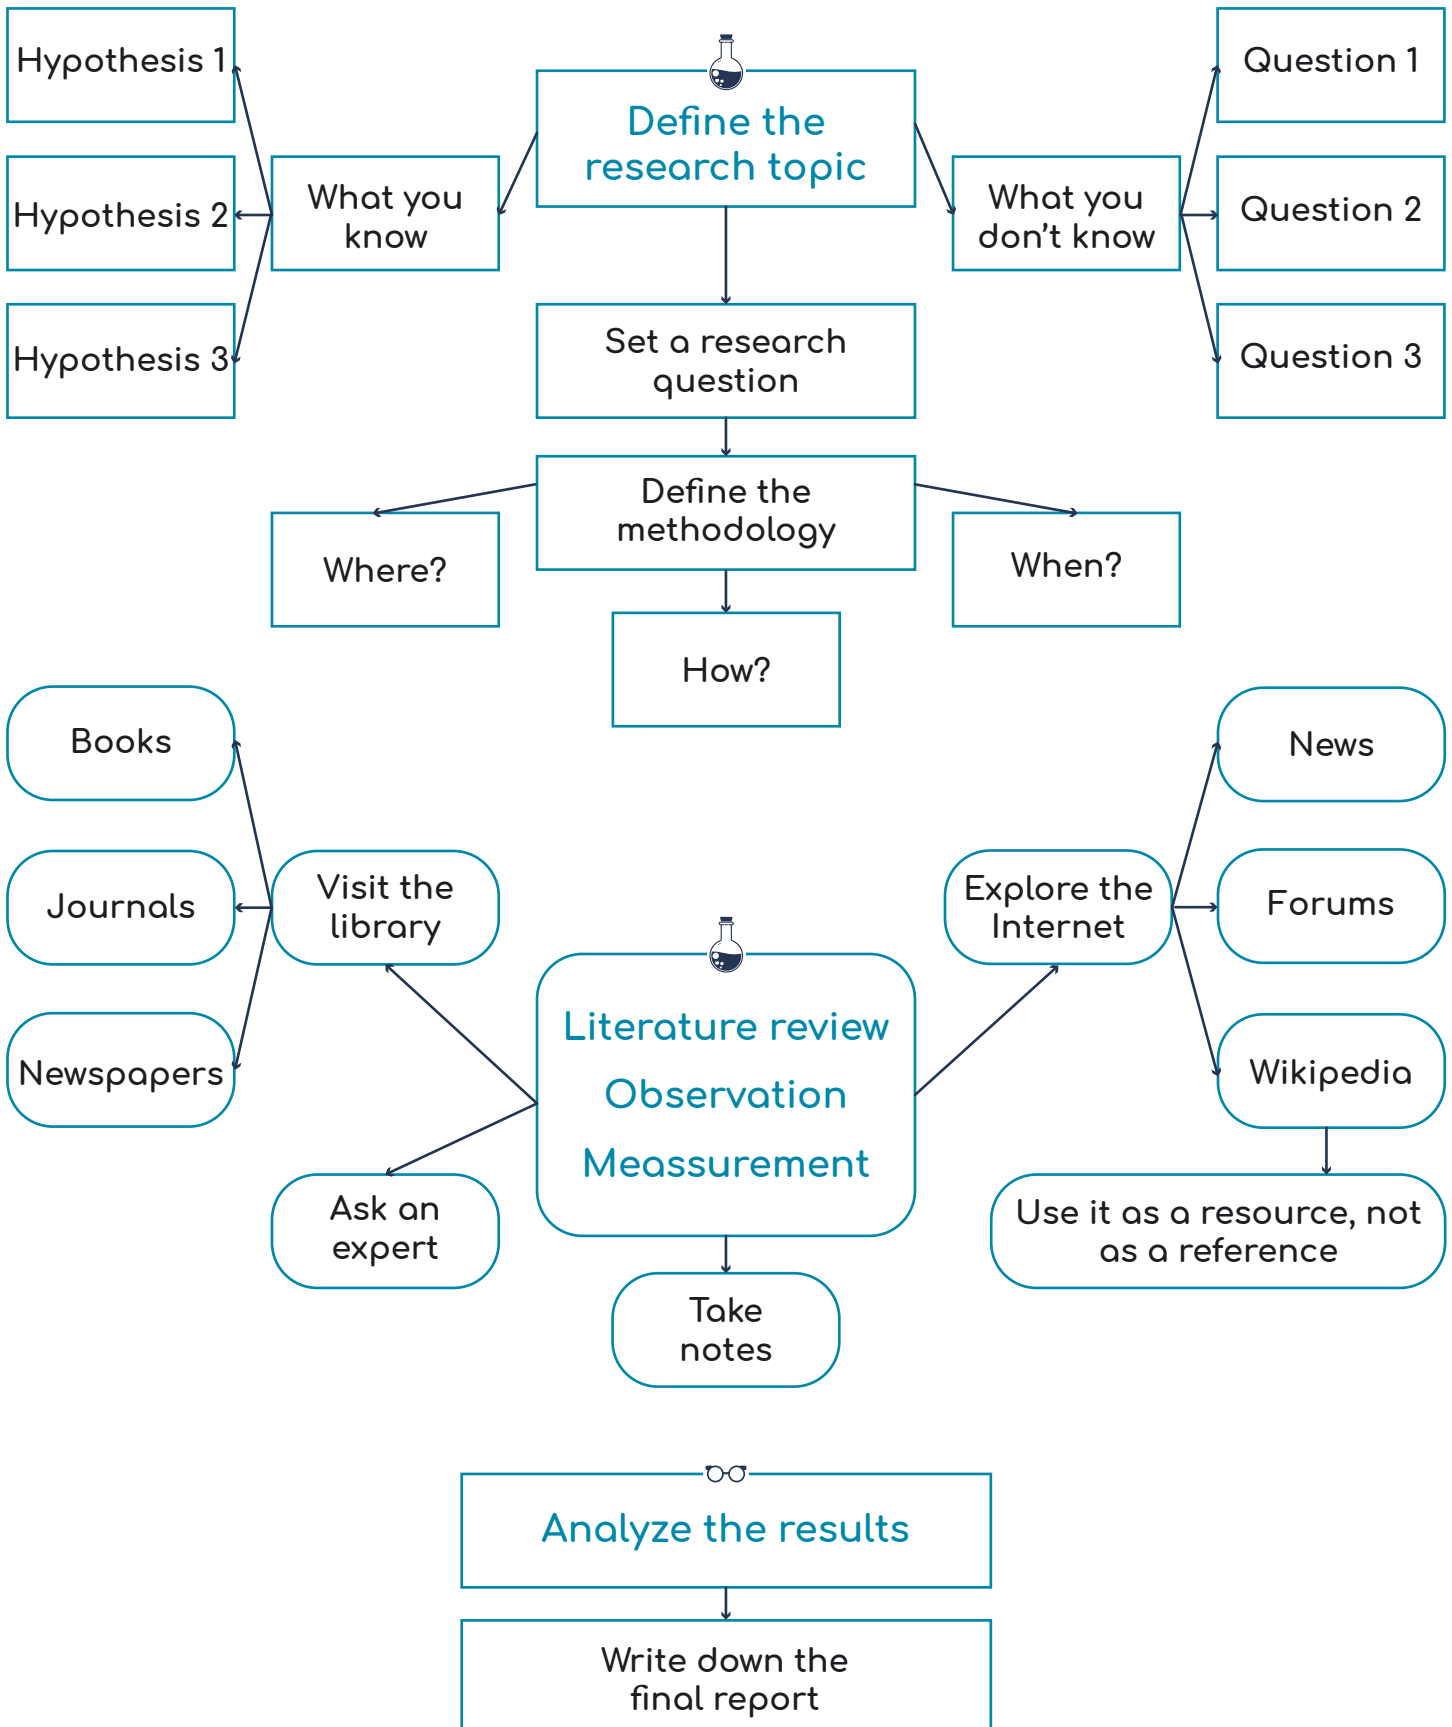 Define the
research topic
What you
know
Hypothesis 1
Hypothesis 2
Hypothesis 3
What you
don't know
Question 1
Question 2
Question 3
Set a research
question
Define the
methodology
Where?
How?
When?
Literature review
Observation
Meassurement
Visit the
library
Books
Journals
Newspapers
Ask an
expert
Take
notes
Explore the
Internet
News
Forums
Wikipedia
Use it as a resource, not
as a reference
Analyze the results
Write down the
final report